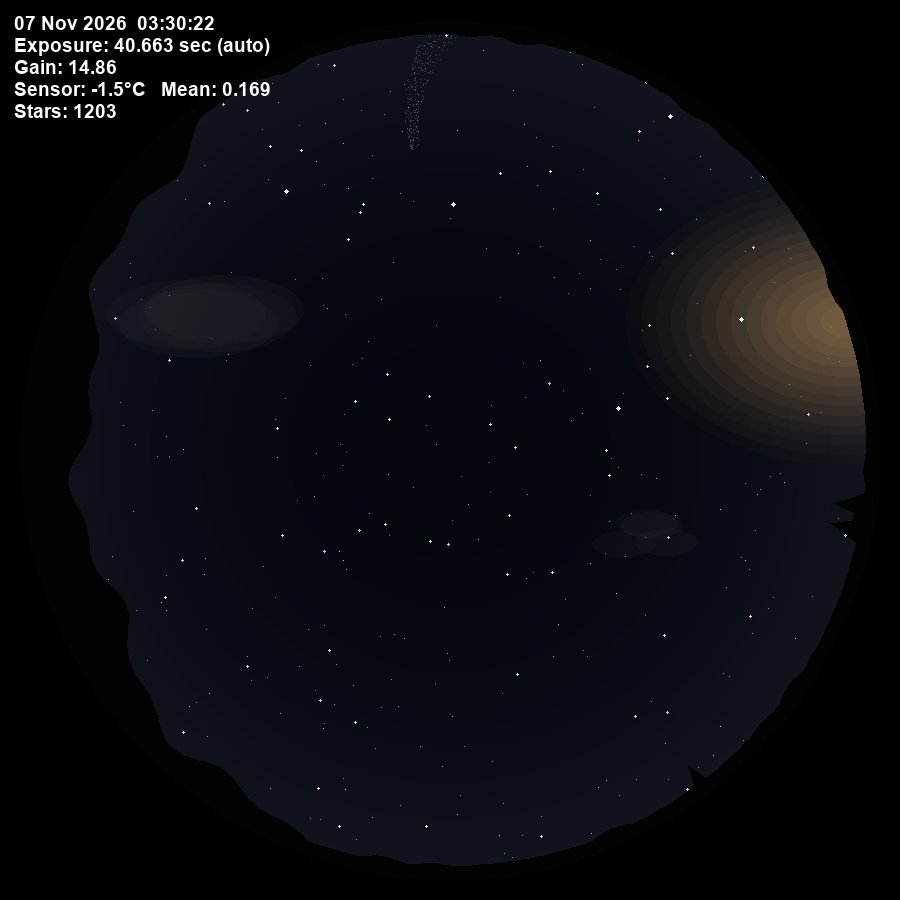 07 Nov 2026 03:30:22
Exposure: 40.663 sec (auto)
Gain: 14.86
Sensor: -1.5°C Mean: 0.169
Stars: 1203